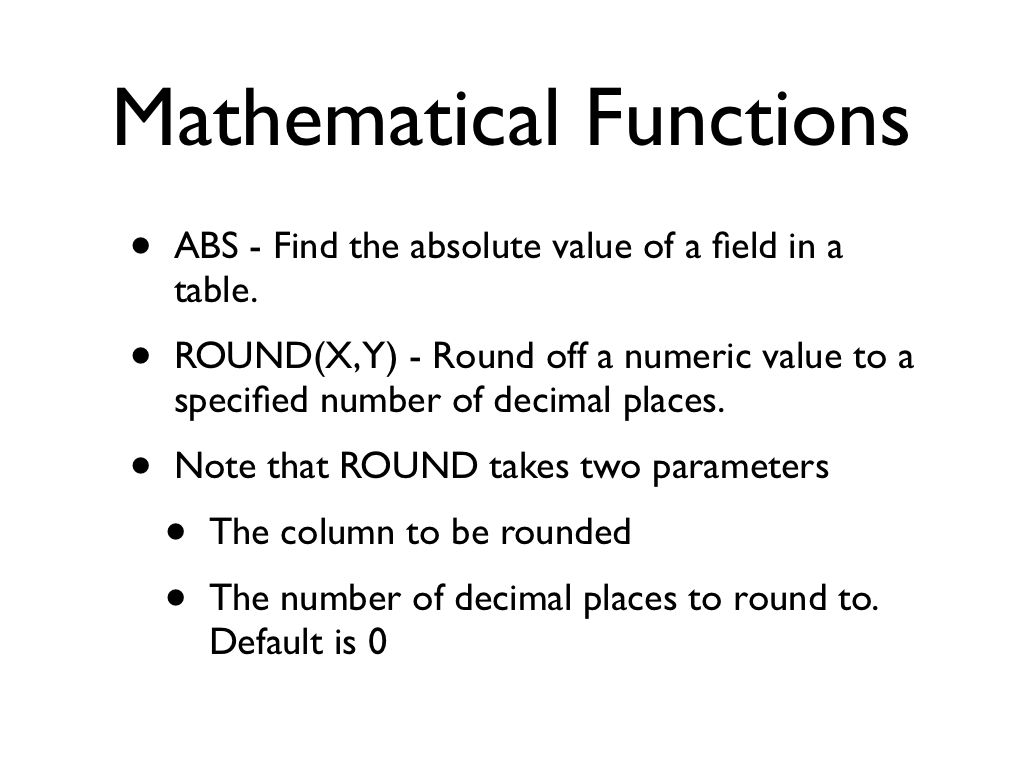 Mathematical Functions
• ABS - Find the absolute value of a field in a
table.
• ROUND(X,Y) - Round off a numeric value to a
specified number of decimal places.
• Note that ROUND takes two parameters
• The column to be rounded
• The number of decimal places to round to.
Default is 0